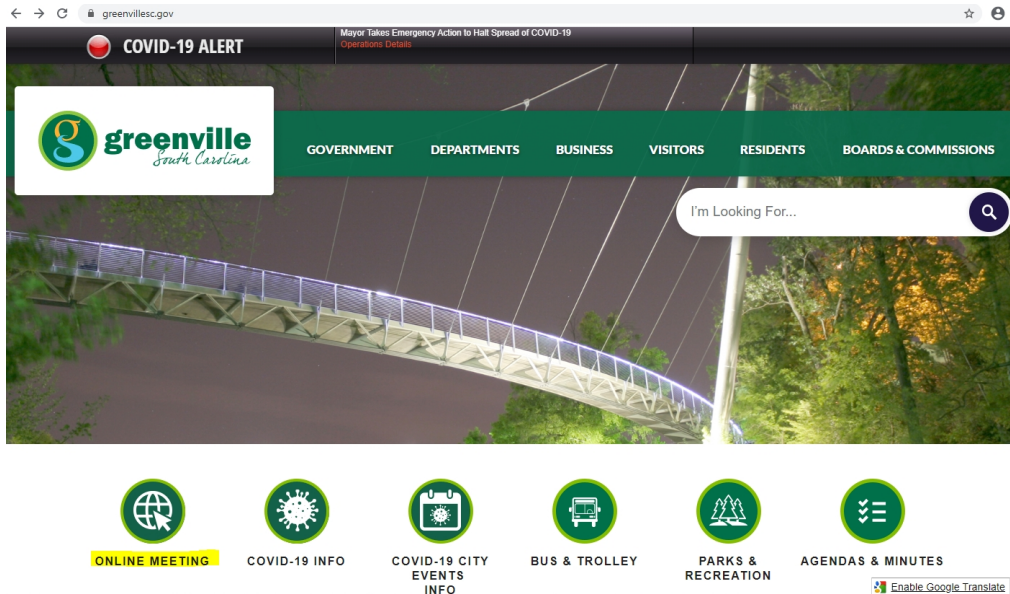 greenvillesc.gov
COVID-19 ALERT
Mayor Takes Emergency Action to Halt Spread of COVID-19
Operations Details
g greenville
South Carolina
GOVERNMENT DEPARTMENTS BUSINESS VISITORS RESIDENTS BOARDS & COMMISSIONS
I'm Looking For...
ONLINE MEETING COVID-19 INFO COVID-19 CITY BUS & TROLLEY PARKS & AGENDAS & MINUTES
EVENTS RECREATION
INFO
Enable Google Translate